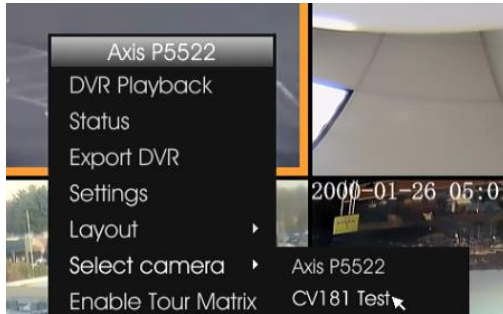 Axis P5522
DVR Playback
Status
Export DVR
Settings
2000-01-26 05:0
Layout
Select camera
Axis P5522
Enable Tour Matrix
CV181 Test